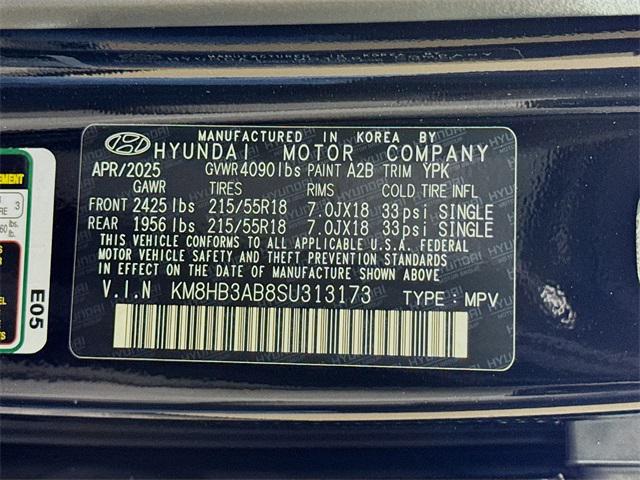 MANUFACTURED IN KOREA BY
HYUNDAI MOTOR COMPANY
APR/2025 GVWR 4090lbs PAINT A2B TRIM YPK
GAWR TIRES RIMS COLD TIRE INFL
FRONT 2425 lbs 215/55R18 7.0JX18 33psi SINGLE
REAR 1956 lbs 215/55R18 7.0JX18 33psi SINGLE
THIS VEHICLE CONFORMS TO ALL APPLICABLE U.S.A. FEDERAL
MOTOR VEHICLE SAFETY AND THEFT PREVENTION STANDARDS
IN EFFECT ON THE DATE OF MANUFACTURE SHOWN ABOVE
V.I.N KM8HB3AB8SU313173 TYPE : MPV
E05